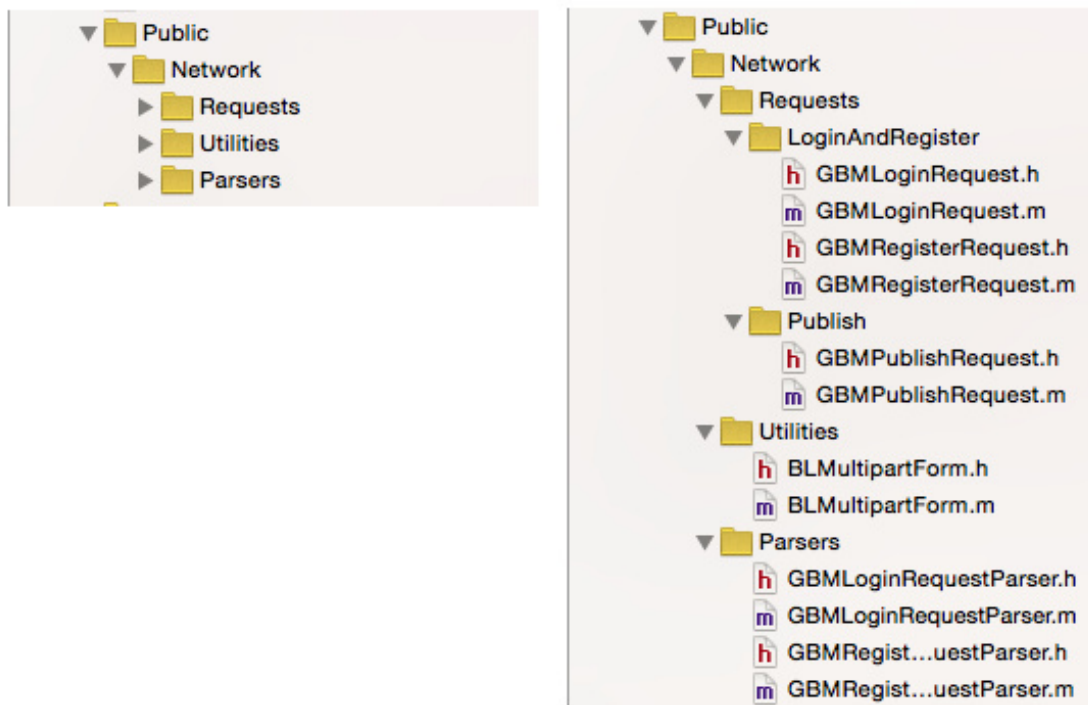 Public
Network
Requests
Utilities
Parsers
Public
Network
Requests
LoginAndRegister
h GBMLoginRequest.h
m GBMLoginRequest.m
h GBMRegisterRequest.h
m GBMRegisterRequest.m
Publish
h GBMPublishRequest.h
m GBMPublishRequest.m
Utilities
h BLMultipartForm.h
m BLMultipartForm.m
Parsers
h GBMLoginRequestParser.h
m GBMLoginRequestParser.m
h GBMRegist...uestParser.h
m GBMRegist...uestParser.m